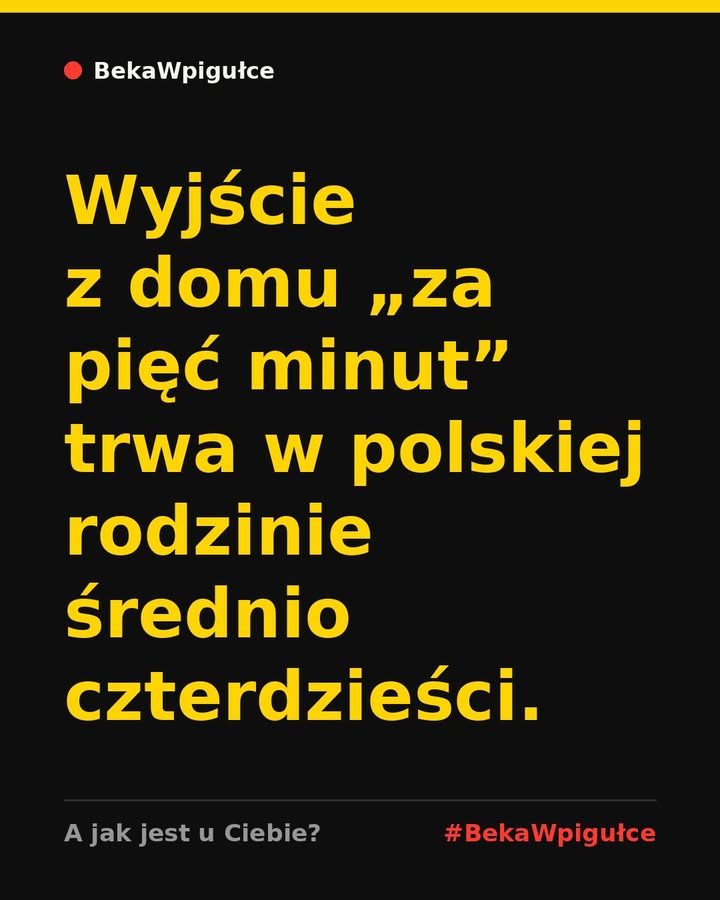 BekaWpigułce
Wyjście
z domu „za
pięć minut”
trwa w polskiej
rodzinie
średnio
czterdzieści.
A jak jest u Ciebie?
#BekaWpigułce